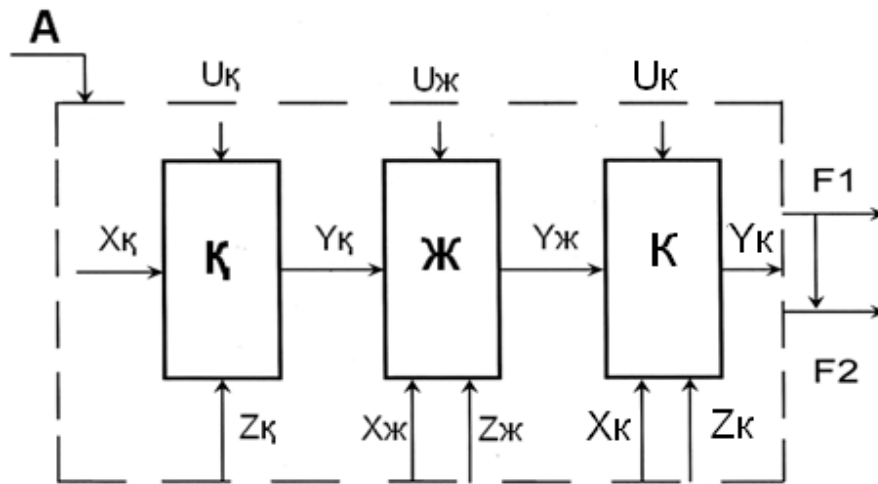 A
Uқ Uж Uк
F1
Xқ Yқ Yж Yк
Қ Ж К
F2
Zқ Xж Zж Xк Zк